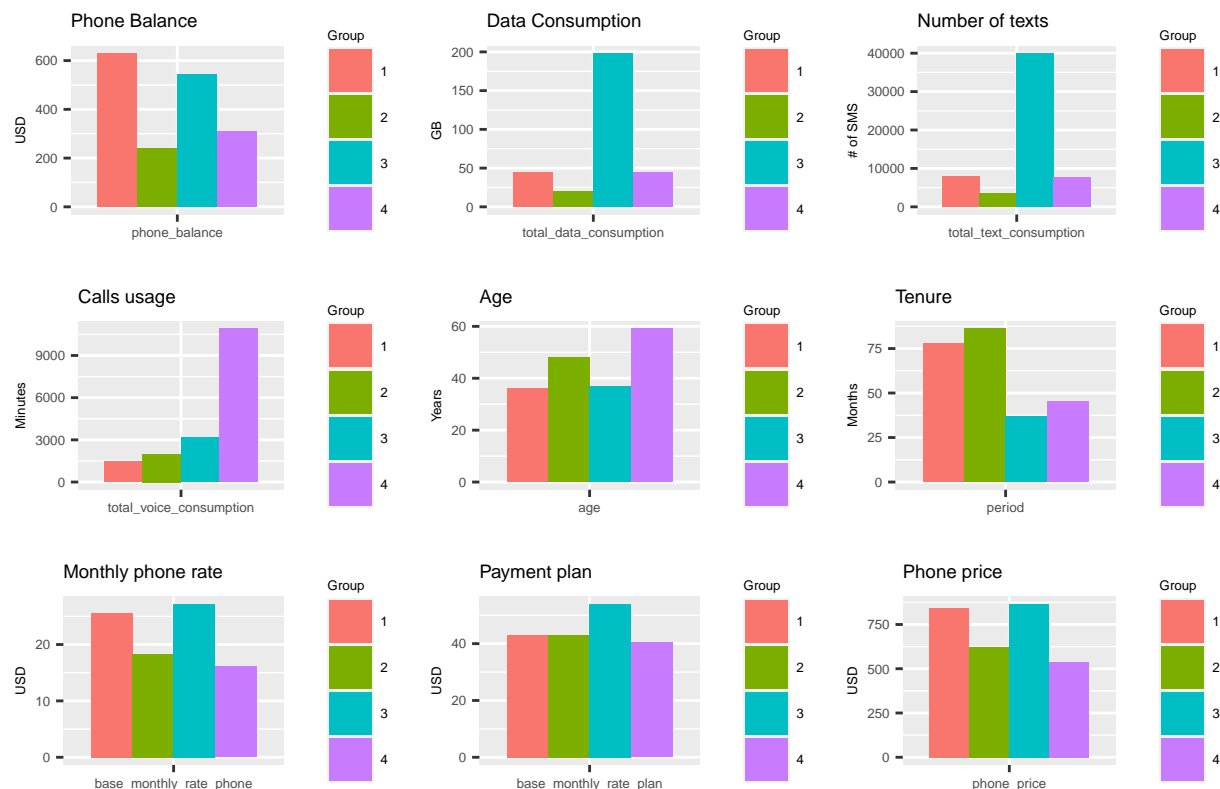 Phone Balance
USD
600
400
200
0
phone_balance
Group
1
2
3
4
Data Consumption
GB
200
150
100
50
0
total_data_consumption
Group
1
2
3
4
Number of texts
# of SMS
40000
30000
20000
10000
0
total_text_consumption
Group
1
2
3
4
Calls usage
Minutes
9000
6000
3000
0
total_voice_consumption
Group
1
2
3
4
Age
Years
60
40
20
0
age
Group
1
2
3
4
Tenure
Months
75
50
25
0
period
Group
1
2
3
4
Monthly phone rate
USD
20
10
0
base_monthly_rate_phone
Group
1
2
3
4
Payment plan
USD
40
20
0
base_monthly_rate_plan
Group
1
2
3
4
Phone price
USD
750
500
250
0
phone_price
Group
1
2
3
4